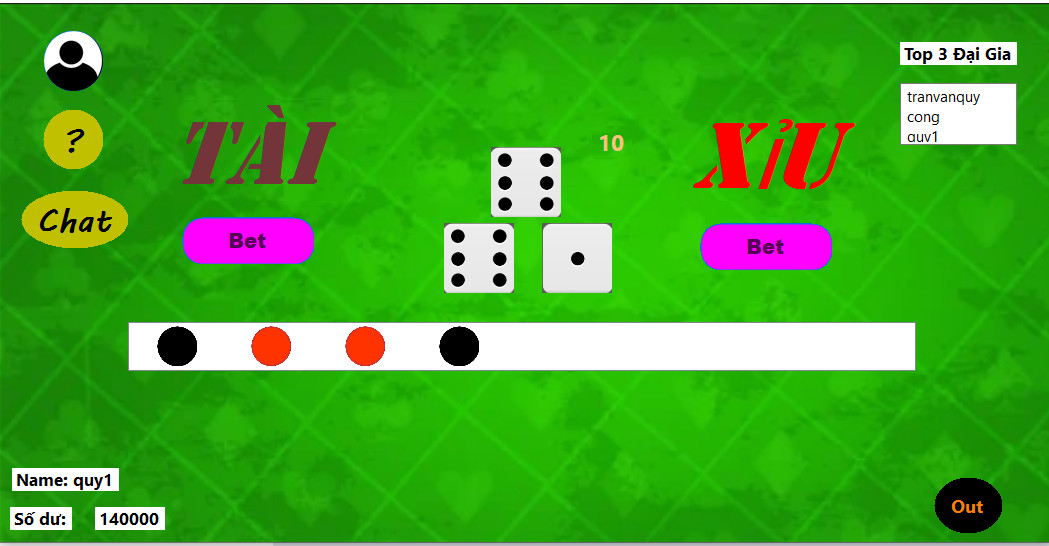 Top 3 Đại Gia
tranvanquy
cong
quy1
TÀI
10
XỈU
?
Chat
Bet
Bet
Name: quy1
Số dư: 140000
Out